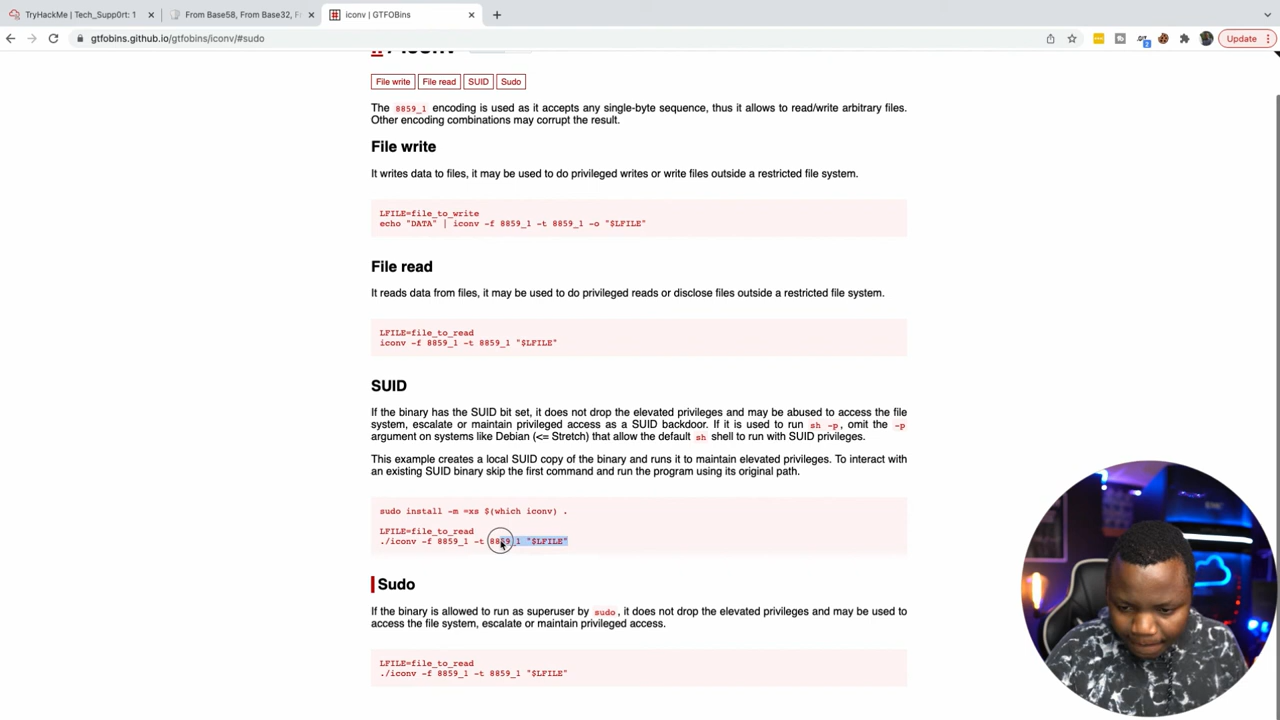 TryHackMe | Tech_Supp0rt: 1
From Base58, From Base32, F
iconv | GTFOBins
gtfobins.github.io/gtfobins/iconv/#sudo
Update
File write
File read
SUID
Sudo
The 8859_1 encoding is used as it accepts any single-byte sequence, thus it allows to read/write arbitrary files.
Other encoding combinations may corrupt the result.
File write
It writes data to files, it may be used to do privileged writes or write files outside a restricted file system.
LFILE=file_to_write
echo "DATA" | iconv -f 8859_1 -t 8859_1 -o "$LFILE"
File read
It reads data from files, it may be used to do privileged reads or disclose files outside a restricted file system.
LFILE=file_to_read
iconv -f 8859_1 -t 8859_1 "$LFILE"
SUID
If the binary has the SUID bit set, it does not drop the elevated privileges and may be abused to access the file
system, escalate or maintain privileged access as a SUID backdoor. If it is used to run sh -p, omit the -p
argument on systems like Debian (<= Stretch) that allow the default sh shell to run with SUID privileges.
This example creates a local SUID copy of the binary and runs it to maintain elevated privileges. To interact with
an existing SUID binary skip the first command and run the program using its original path.
sudo install -m =xs $(which iconv) .
LFILE=file_to_read
./iconv -f 8859_1 -t 8859_1 "$LFILE"
Sudo
If the binary is allowed to run as superuser by sudo, it does not drop the elevated privileges and may be used to
access the file system, escalate or maintain privileged access.
LFILE=file_to_read
./iconv -f 8859_1 -t 8859_1 "$LFILE"